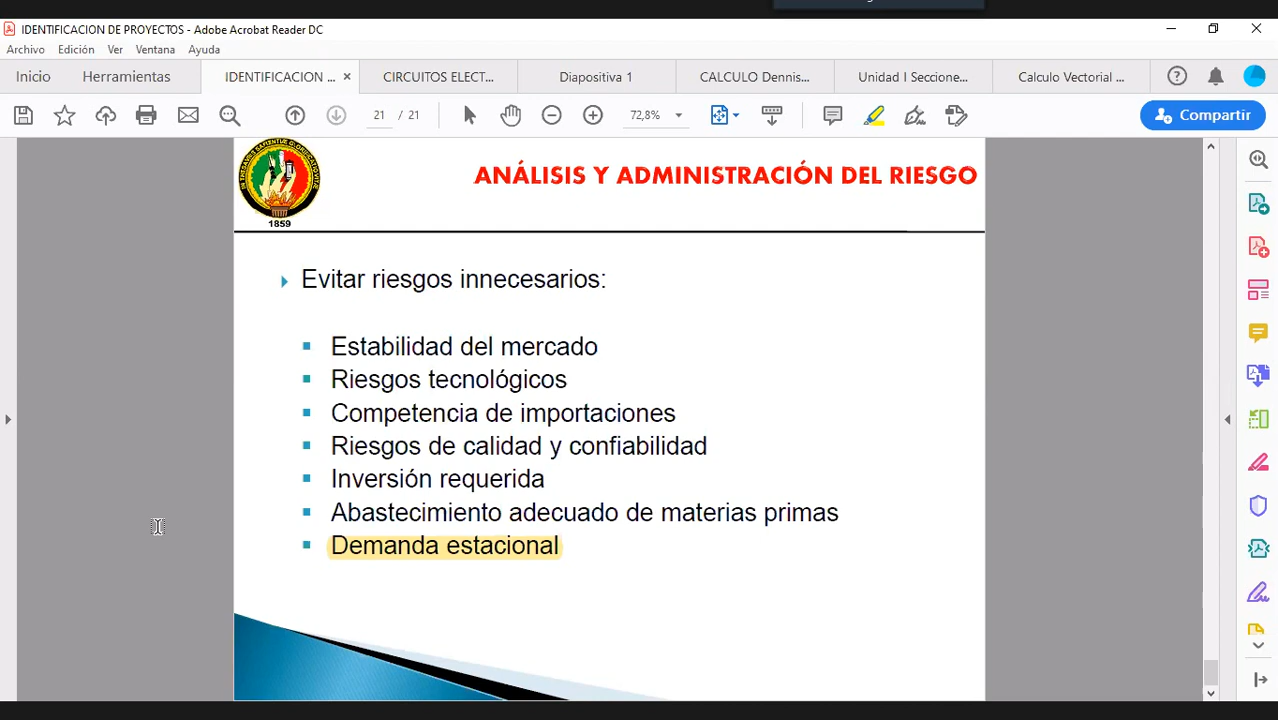 IDENTIFICACION DE PROYECTOS - Adobe Acrobat Reader DC
Archivo Edición Ver Ventana Ayuda
Inicio Herramientas IDENTIFICACION ... × CIRCUITOS ELECT... Diapositiva 1 CALCULO Dennis... Unidad I Seccione... Calculo Vectorial ...
21 / 21 72,8% Compartir
ANÁLISIS Y ADMINISTRACIÓN DEL RIESGO
1859
Evitar riesgos innecesarios:
Estabilidad del mercado
Riesgos tecnológicos
Competencia de importaciones
Riesgos de calidad y confiabilidad
Inversión requerida
Abastecimiento adecuado de materias primas
Demanda estacional